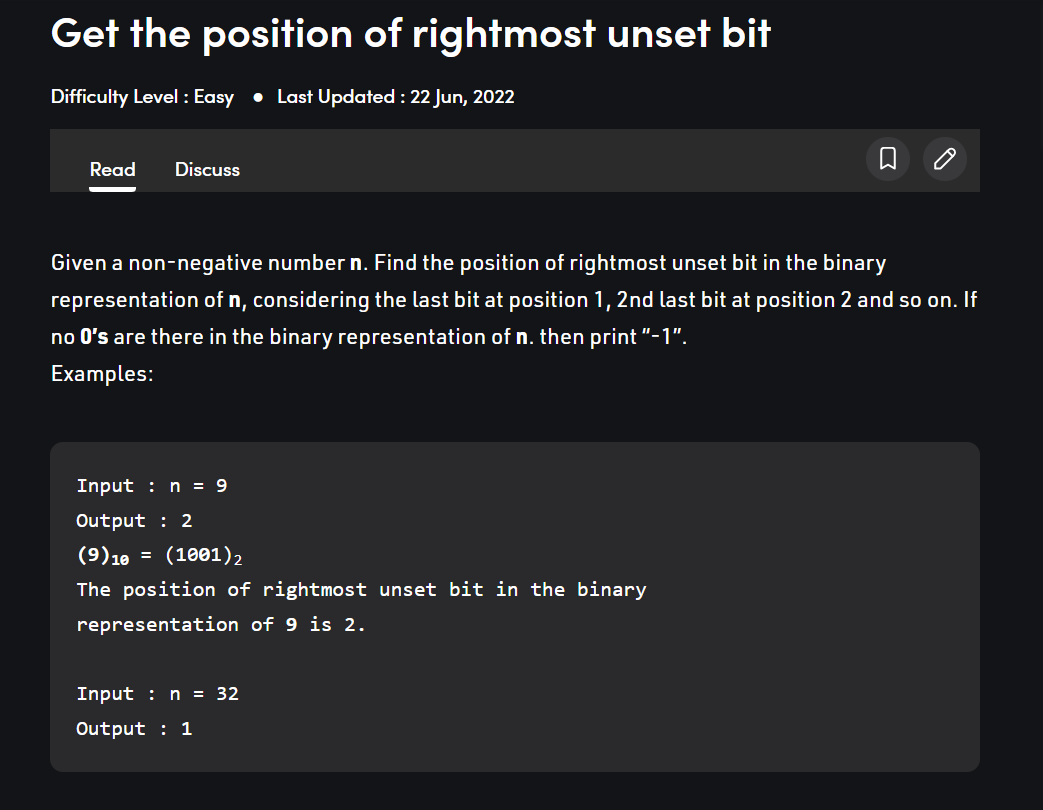 Get the position of rightmost unset bit
Difficulty Level : Easy ● Last Updated : 22 Jun, 2022
Read Discuss
Given a non-negative number n. Find the position of rightmost unset bit in the binary
representation of n, considering the last bit at position 1, 2nd last bit at position 2 and so on. If
no 0's are there in the binary representation of n. then print "-1".
Examples:
Input : n = 9
Output : 2
(9)₁₀ = (1001)₂
The position of rightmost unset bit in the binary
representation of 9 is 2.
Input : n = 32
Output : 1